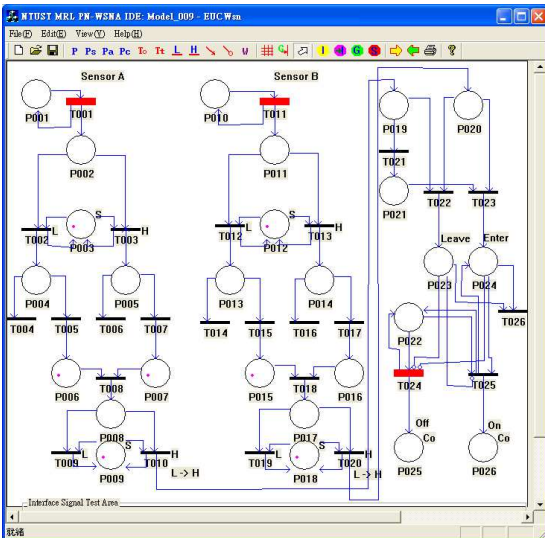 NTUST MRL PN-WSNA IDE: Model_009 - EUCWsn
File(F) Edit(E) View(V) Help(H)
P Ps Pa Pc To Tt L H W
Sensor A Sensor B
P001 T001 P010 T011 P019 P020
P002 P011 T021
P021 T022 T023
L S H L S H
T002 P003 T003 T012 P012 T013
Leave Enter
P004 P005 P013 P014 P023 P024
T004 T005 T006 T007 T014 T015 T016 T017 P022 T026
P006 T008 P007 P015 T018 P016 T024 T025
P008 P017 Off On
L S H L S H Co Co
T009 P009 T010 T019 P018 T020 P025 P026
L -> H L -> H
Interface Signal Test Area
就緒